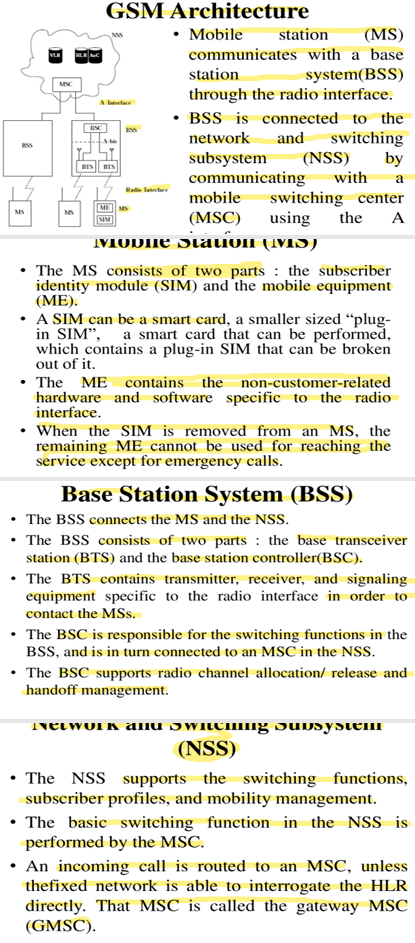 GSM Architecture
NSS
VLR
HLR
AuC
MSC
A Interface
BSS
BSC
BSS
A-bis
BTS
BTS
Radio Interface
MS
MS
ME
SIM
MS
• Mobile station (MS)
communicates with a base
station system(BSS)
through the radio interface.
• BSS is connected to the
network and switching
subsystem (NSS) by
communicating with a
mobile switching center
(MSC) using the A
Mobile Station (MS)
• The MS consists of two parts : the subscriber
identity module (SIM) and the mobile equipment
(ME).
• A SIM can be a smart card, a smaller sized “plug-
in SIM”, a smart card that can be performed,
which contains a plug-in SIM that can be broken
out of it.
• The ME contains the non-customer-related
hardware and software specific to the radio
interface.
• When the SIM is removed from an MS, the
remaining ME cannot be used for reaching the
service except for emergency calls.
Base Station System (BSS)
• The BSS connects the MS and the NSS.
• The BSS consists of two parts : the base transceiver
station (BTS) and the base station controller(BSC).
• The BTS contains transmitter, receiver, and signaling
equipment specific to the radio interface in order to
contact the MSs.
• The BSC is responsible for the switching functions in the
BSS, and is in turn connected to an MSC in the NSS.
• The BSC supports radio channel allocation/ release and
handoff management.
Network and Switching Subsystem
(NSS)
• The NSS supports the switching functions,
subscriber profiles, and mobility management.
• The basic switching function in the NSS is
performed by the MSC.
• An incoming call is routed to an MSC, unless
thefixed network is able to interrogate the HLR
directly. That MSC is called the gateway MSC
(GMSC).